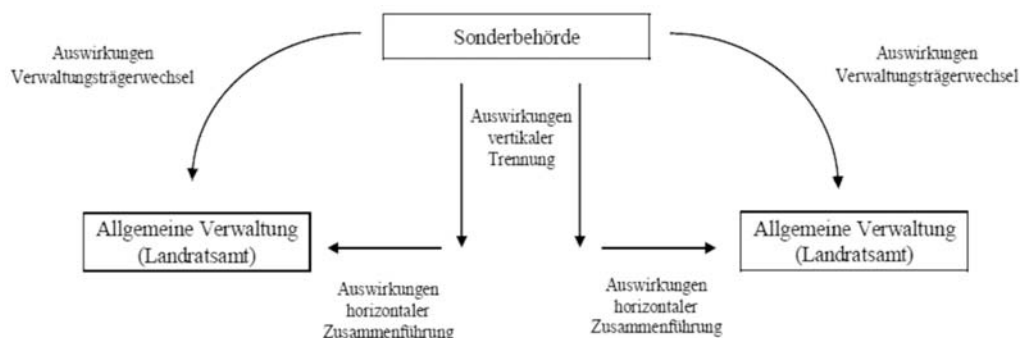 Sonderbehörde
Auswirkungen
Verwaltungsträgerwechsel
Auswirkungen
Verwaltungsträgerwechsel
Auswirkungen
vertikaler
Trennung
Allgemeine Verwaltung
(Landratsamt)
Allgemeine Verwaltung
(Landratsamt)
Auswirkungen
horizontaler
Zusammenführung
Auswirkungen
horizontaler
Zusammenführung